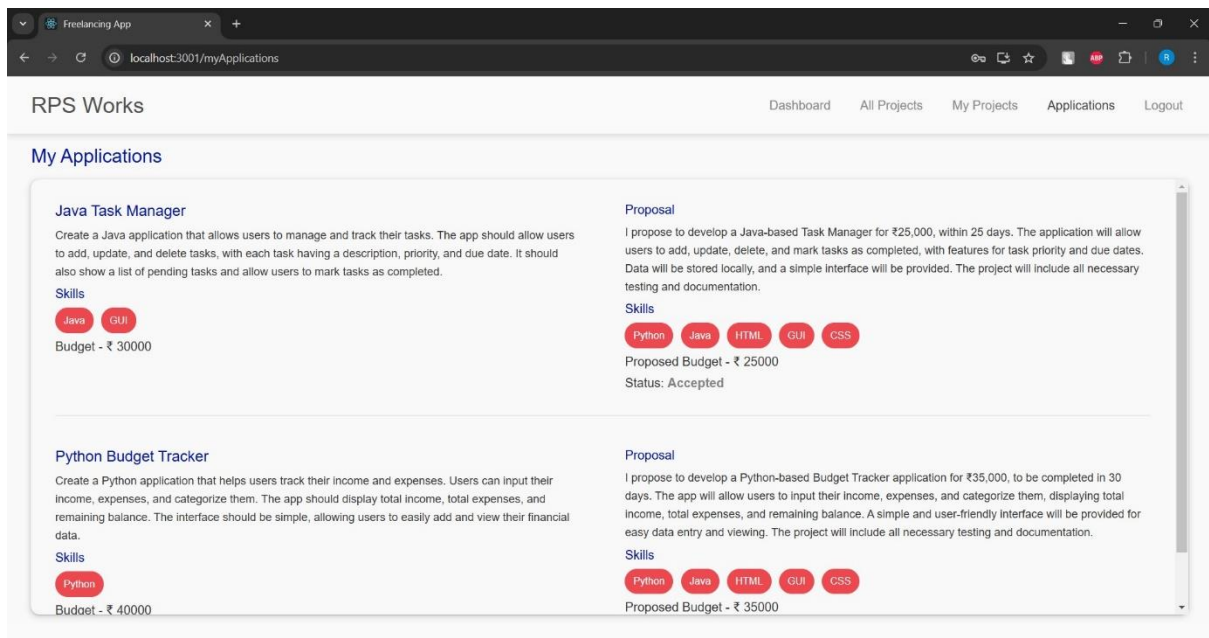 Freelancing App
localhost:3001/myApplications
ABP
R
RPS Works
Dashboard All Projects My Projects Applications Logout
My Applications
Java Task Manager
Create a Java application that allows users to manage and track their tasks. The app should allow users
to add, update, and delete tasks, with each task having a description, priority, and due date. It should
also show a list of pending tasks and allow users to mark tasks as completed.
Skills
Java GUI
Budget - ₹ 30000
Proposal
I propose to develop a Java-based Task Manager for ₹25,000, within 25 days. The application will allow
users to add, update, delete, and mark tasks as completed, with features for task priority and due dates.
Data will be stored locally, and a simple interface will be provided. The project will include all necessary
testing and documentation.
Skills
Python Java HTML GUI CSS
Proposed Budget - ₹ 25000
Status: Accepted
Python Budget Tracker
Create a Python application that helps users track their income and expenses. Users can input their
income, expenses, and categorize them. The app should display total income, total expenses, and
remaining balance. The interface should be simple, allowing users to easily add and view their financial
data.
Skills
Python
Budget - ₹ 40000
Proposal
I propose to develop a Python-based Budget Tracker application for ₹35,000, to be completed in 30
days. The app will allow users to input their income, expenses, and categorize them, displaying total
income, total expenses, and remaining balance. A simple and user-friendly interface will be provided for
easy data entry and viewing. The project will include all necessary testing and documentation.
Skills
Python Java HTML GUI CSS
Proposed Budget - ₹ 35000